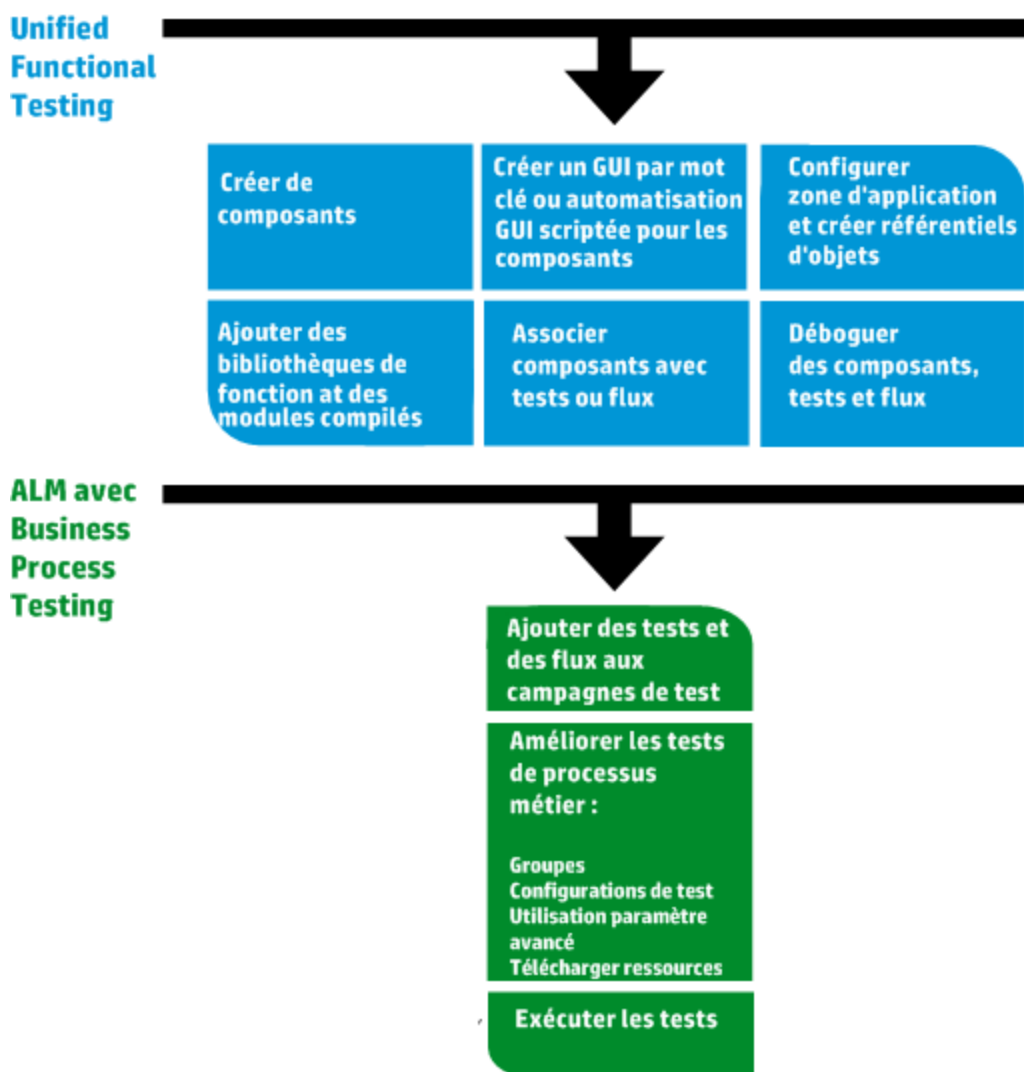 Unified
Functional
Testing
Créer de
composants
Créer un GUI par mot
clé ou automatisation
GUI scriptée pour les
composants
Configurer
zone d'application
et créer référentiels
d'objets
Ajouter des
bibliothèques de
fonction at des
modules compilés
Associer
composants avec
tests ou flux
Déboguer
des composants,
tests et flux
ALM avec
Business
Process
Testing
Ajouter des tests et
des flux aux
campagnes de test
Améliorer les tests
de processus
métier :
Groupes
Configurations de test
Utilisation paramètre
avancé
Télécharger ressources
Exécuter les tests